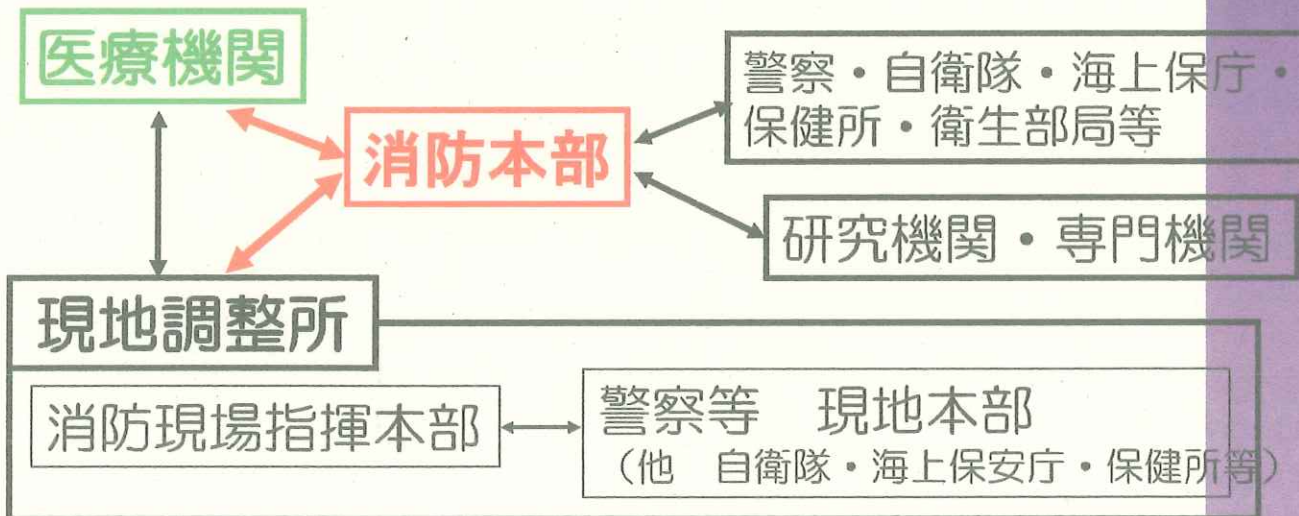 医療機関
警察・自衛隊・海上保庁・
保健所・衛生部局等
消防本部
研究機関・専門機関
現地調整所
消防現場指揮本部
警察等　現地本部
（他　自衛隊・海上保安庁・保健所等）